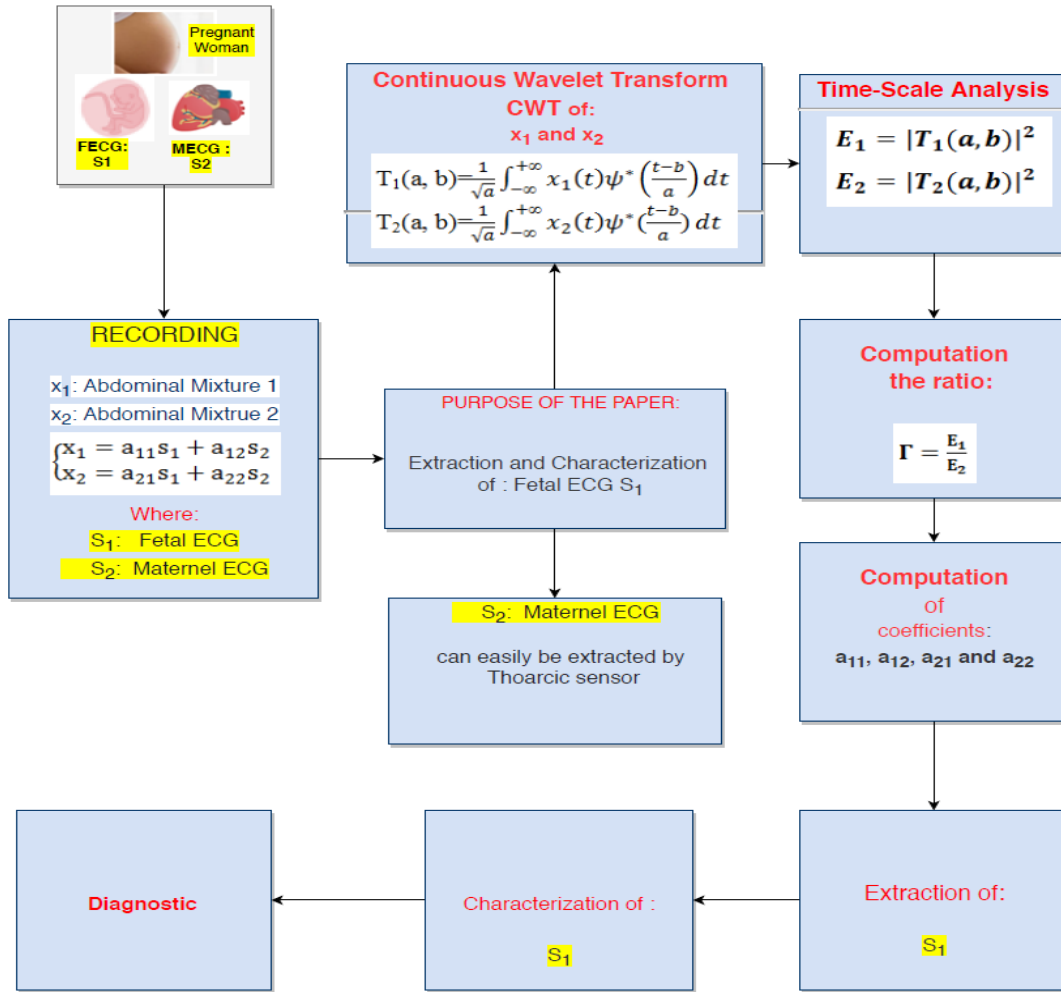 Pregnant
Woman
FECG:
S1
MECG :
S2
RECORDING
x₁: Abdominal Mixture 1
x₂: Abdominal Mixtrue 2
{x₁ = a₁₁s₁ + a₁₂s₂
x₂ = a₂₁s₁ + a₂₂s₂
Where:
S₁: Fetal ECG
S₂: Maternel ECG
PURPOSE OF THE PAPER:
Extraction and Characterization
of : Fetal ECG S₁
S₂: Maternel ECG
can easily be extracted by
Thoarcic sensor
Continuous Wavelet Transform
CWT of:
x₁ and x₂
T₁(a, b)=1/√a ∫₋∞⁺∞ x₁(t)ψ*((t−b)/a) dt
T₂(a, b)=1/√a ∫₋∞⁺∞ x₂(t)ψ*((t−b)/a) dt
Time-Scale Analysis
E₁ = |T₁(a, b)|²
E₂ = |T₂(a, b)|²
Computation
the ratio:
Γ = E₁/E₂
Computation
of
coefficients:
a₁₁, a₁₂, a₂₁ and a₂₂
Extraction of:
S₁
Characterization of :
S₁
Diagnostic